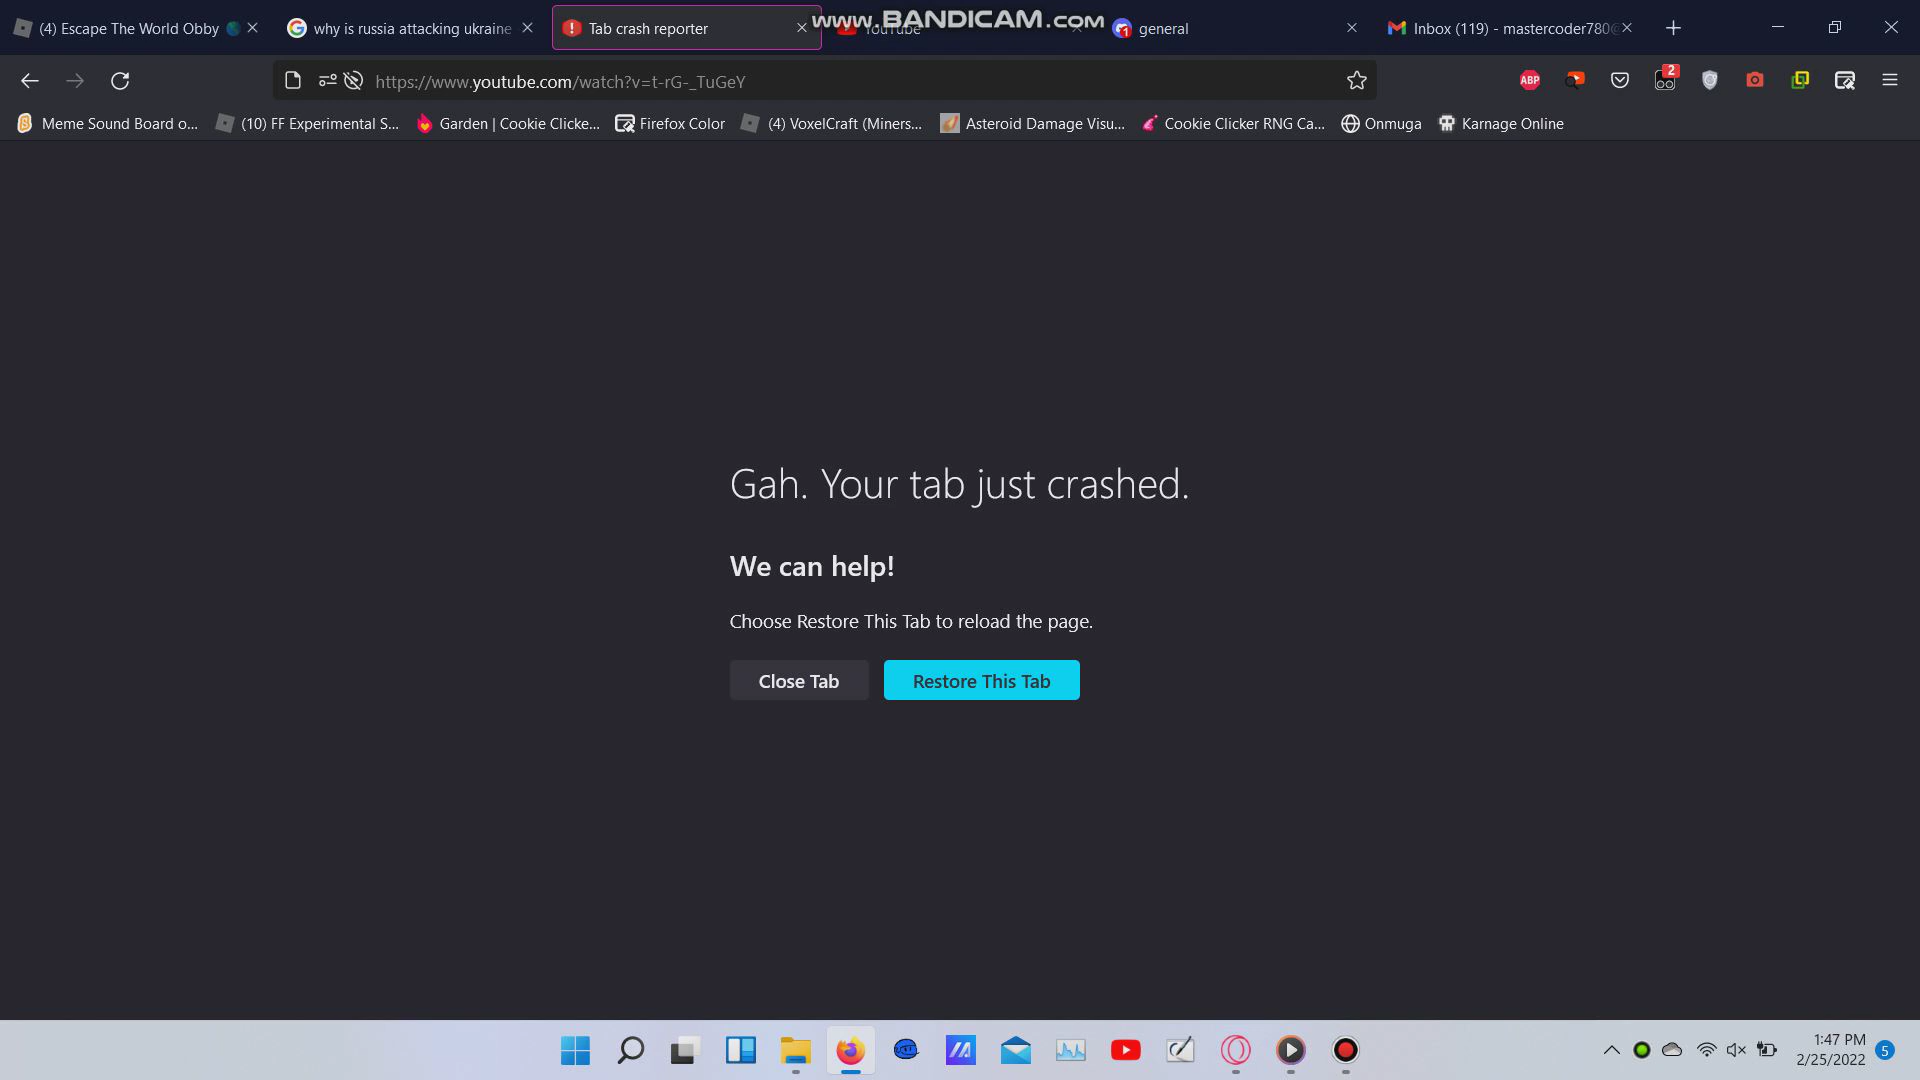 (4) Escape The World Obby
why is russia attacking ukraine
Tab crash reporter
www.BANDICAM.com
YouTube
1
general
Inbox (119) - mastercoder780@
https://www.youtube.com/watch?v=t-rG-_TuGeY
ABP
2
Meme Sound Board o...
(10) FF Experimental S...
Garden | Cookie Clicke...
Firefox Color
(4) VoxelCraft (Miners...
Asteroid Damage Visu...
Cookie Clicker RNG Ca...
Onmuga
Karnage Online
Gah. Your tab just crashed.
We can help!
Choose Restore This Tab to reload the page.
Close Tab
Restore This Tab
1:47 PM
2/25/2022
5